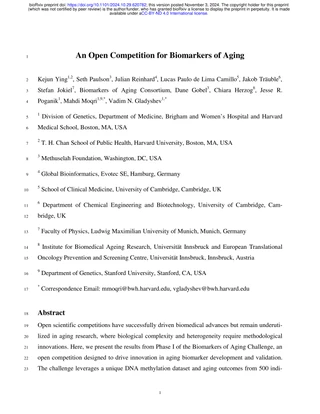 bioRxiv preprint doi: https://doi.org/10.1101/2024.10.29.620782; this version posted November 3, 2024. The copyright holder for this preprint
(which was not certified by peer review) is the author/funder, who has granted bioRxiv a license to display the preprint in perpetuity. It is made
available under aCC-BY-ND 4.0 International license.
1 An Open Competition for Biomarkers of Aging
2 Kejun Ying1,2, Seth Paulson3, Julian Reinhard4, Lucas Paulo de Lima Camillo5, Jakob Träuble6,
3 Stefan Jokiel7, Biomarkers of Aging Consortium, Dane Gobel3, Chiara Herzog8, Jesse R.
4 Poganik1, Mahdi Moqri1,9,*, Vadim N. Gladyshev1,*
5 1 Division of Genetics, Department of Medicine, Brigham and Women's Hospital and Harvard
6 Medical School, Boston, MA, USA
7 2 T. H. Chan School of Public Health, Harvard University, Boston, MA, USA
8 3 Methuselah Foundation, Washington, DC, USA
9 4 Global Bioinformatics, Evotec SE, Hamburg, Germany
10 5 School of Clinical Medicine, University of Cambridge, Cambridge, UK
11 6 Department of Chemical Engineering and Biotechnology, University of Cambridge, Cam-
12 bridge, UK
13 7 Faculty of Physics, Ludwig Maximilian University of Munich, Munich, Germany
14 8 Institute for Biomedical Ageing Research, Universität Innsbruck and European Translational
15 Oncology Prevention and Screening Centre, Universität Innsbruck, Innsbruck, Austria
16 9 Department of Genetics, Stanford University, Stanford, CA, USA
17 * Correspondence Email: mmoqri@bwh.harvard.edu, vgladyshev@bwh.harvard.edu
18 Abstract
19 Open scientific competitions have successfully driven biomedical advances but remain underuti-
20 lized in aging research, where biological complexity and heterogeneity require methodological
21 innovations. Here, we present the results from Phase I of the Biomarkers of Aging Challenge, an
22 open competition designed to drive innovation in aging biomarker development and validation.
23 The challenge leverages a unique DNA methylation dataset and aging outcomes from 500 indi-
1